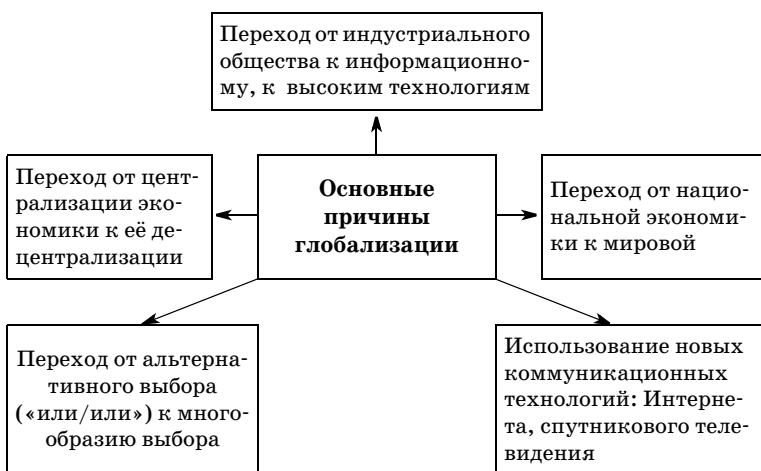 Переход от индустриального
общества к информационно-
му, к высоким технологиям
Переход от цент-
рализации эко-
номики к её де-
централизации
Основные
причины
глобализации
Переход от нацио-
нальной экономи-
ки к мировой
Переход от альтерна-
тивного выбора
(«или/или») к много-
образию выбора
Использование новых
коммуникационных
технологий: Интерне-
та, спутникового теле-
видения